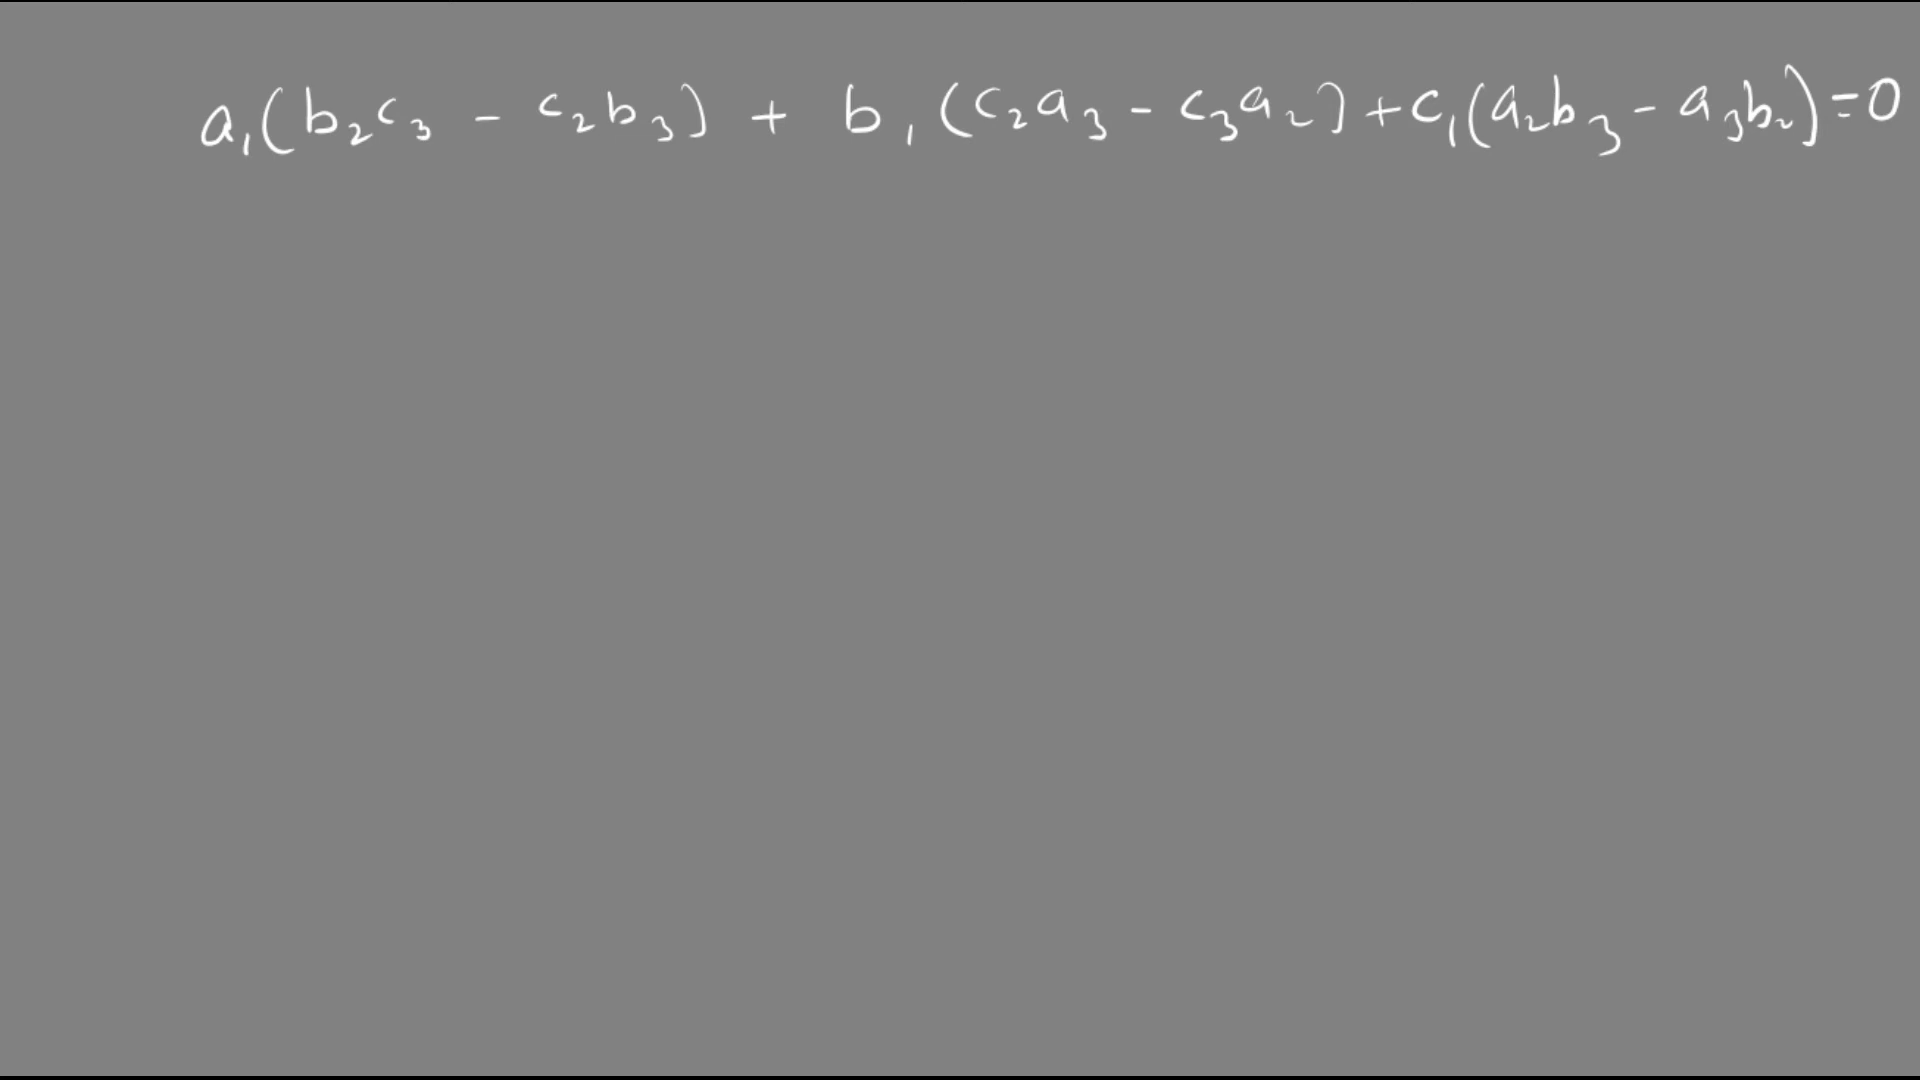 a₁(b₂c₃ - c₂b₃) + b₁(c₂a₃ - c₃a₂) + c₁(a₂b₃ - a₃b₂) = 0